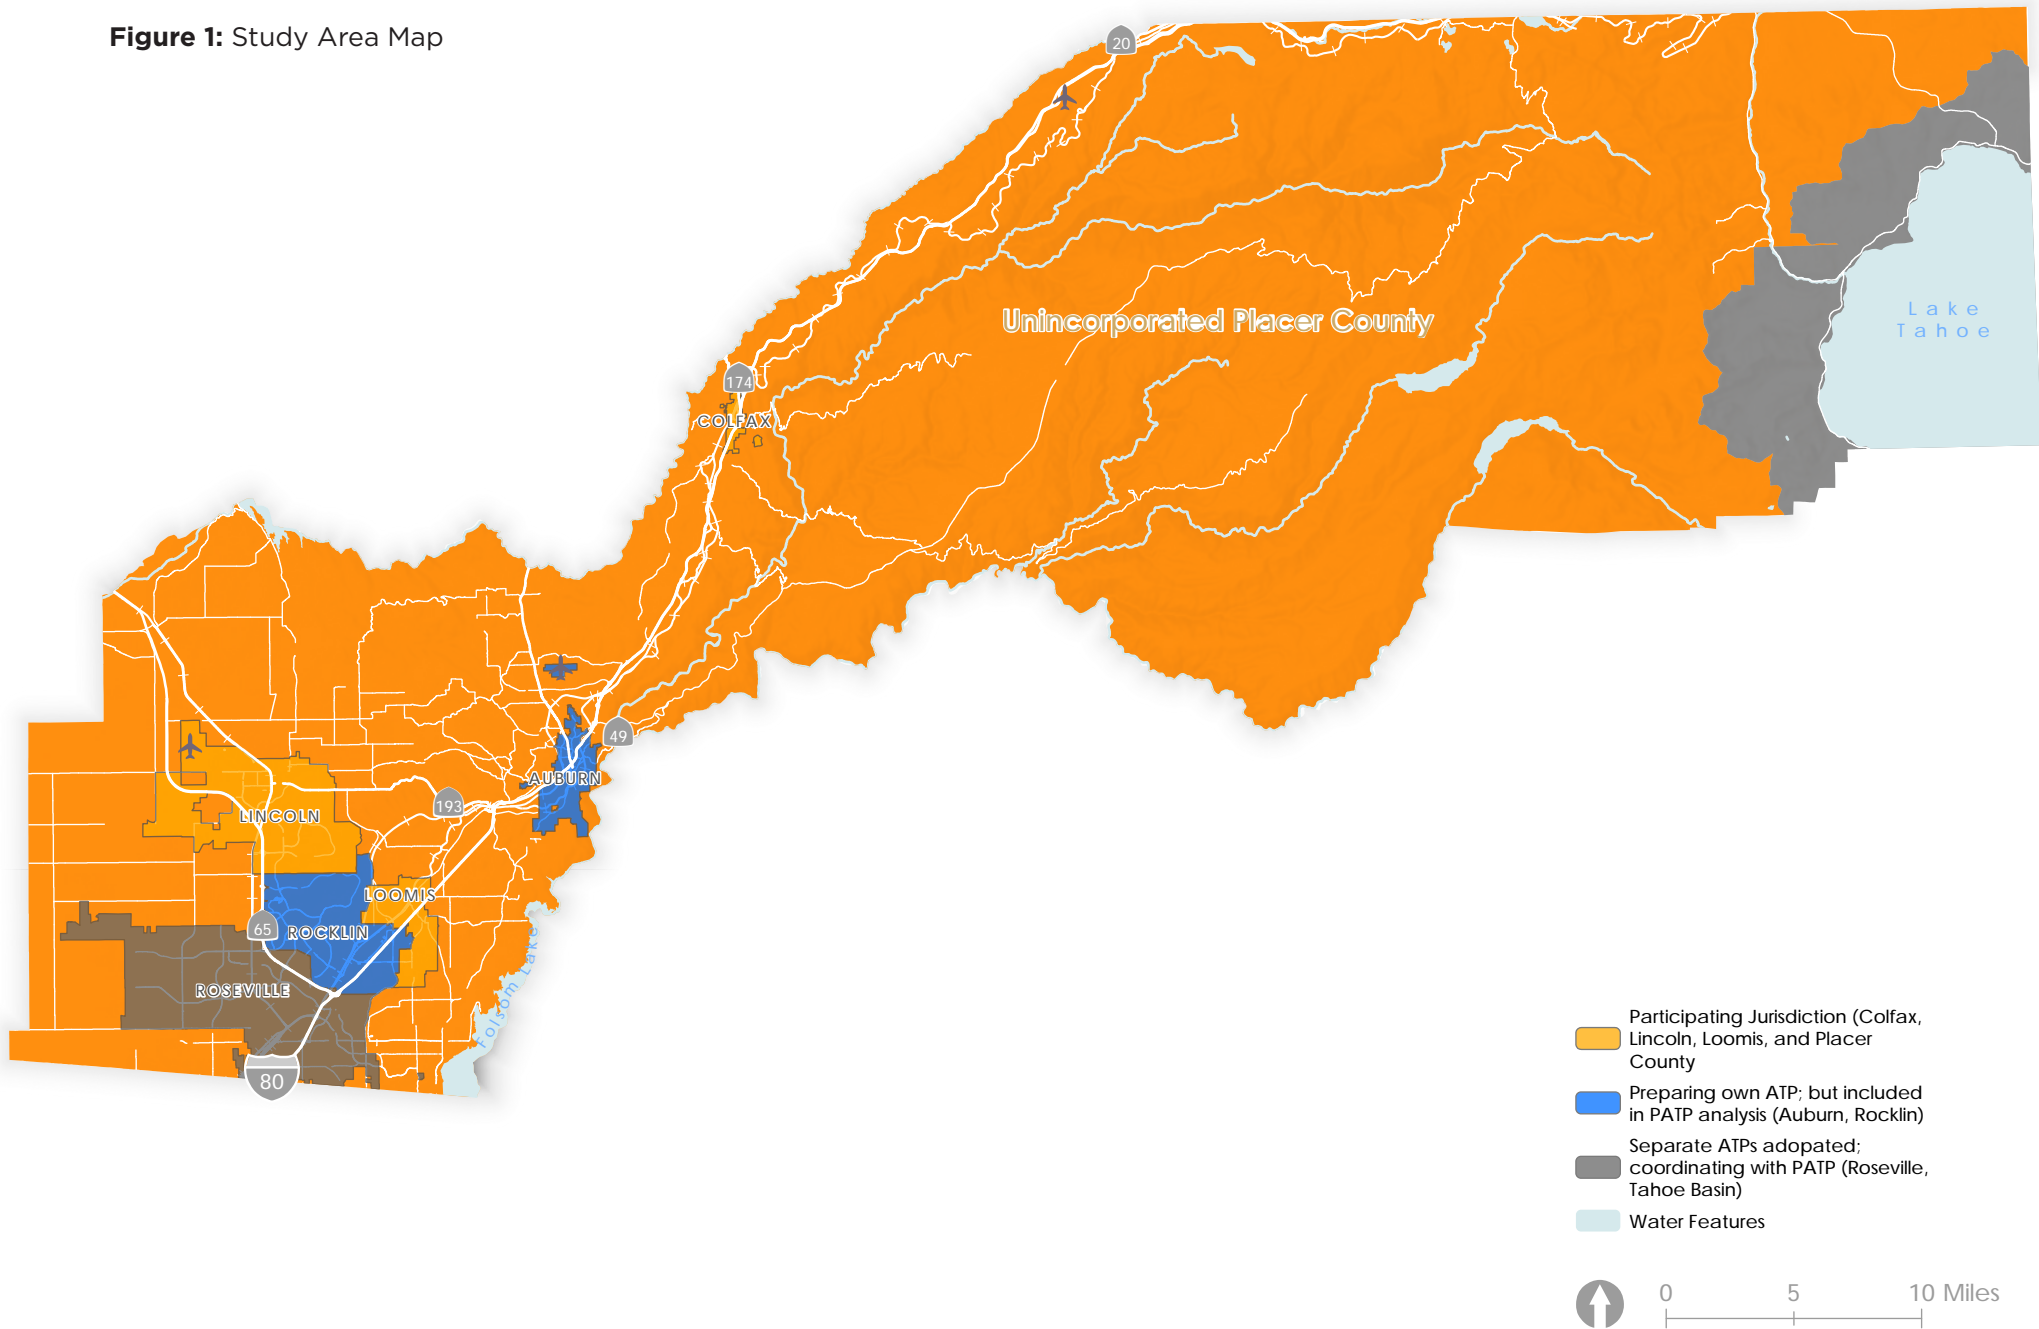 Figure 1: Study Area Map
20
Unincorporated Placer County
Lake
Tahoe
174
COLFAX
49
AUBURN
193
LINCOLN
LOOMIS
65
ROCKLIN
ROSEVILLE
Folsom Lake
80
Participating Jurisdiction (Colfax,
Lincoln, Loomis, and Placer
County
Preparing own ATP; but included
in PATP analysis (Auburn, Rocklin)
Separate ATPs adopated;
coordinating with PATP (Roseville,
Tahoe Basin)
Water Features
0 5 10 Miles